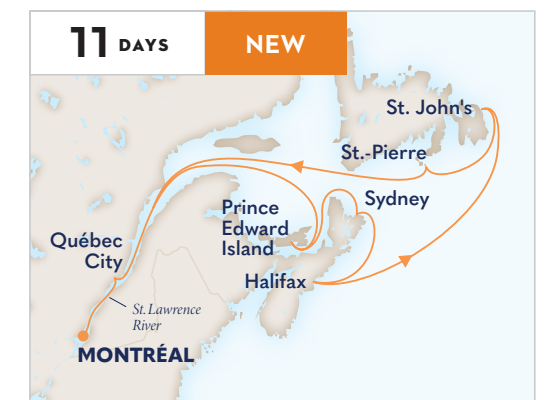 11 DAYS
NEW
St. John's
St.-Pierre
Sydney
Prince
Edward
Island
Québec
City
Halifax
St. Lawrence
River
MONTRÉAL